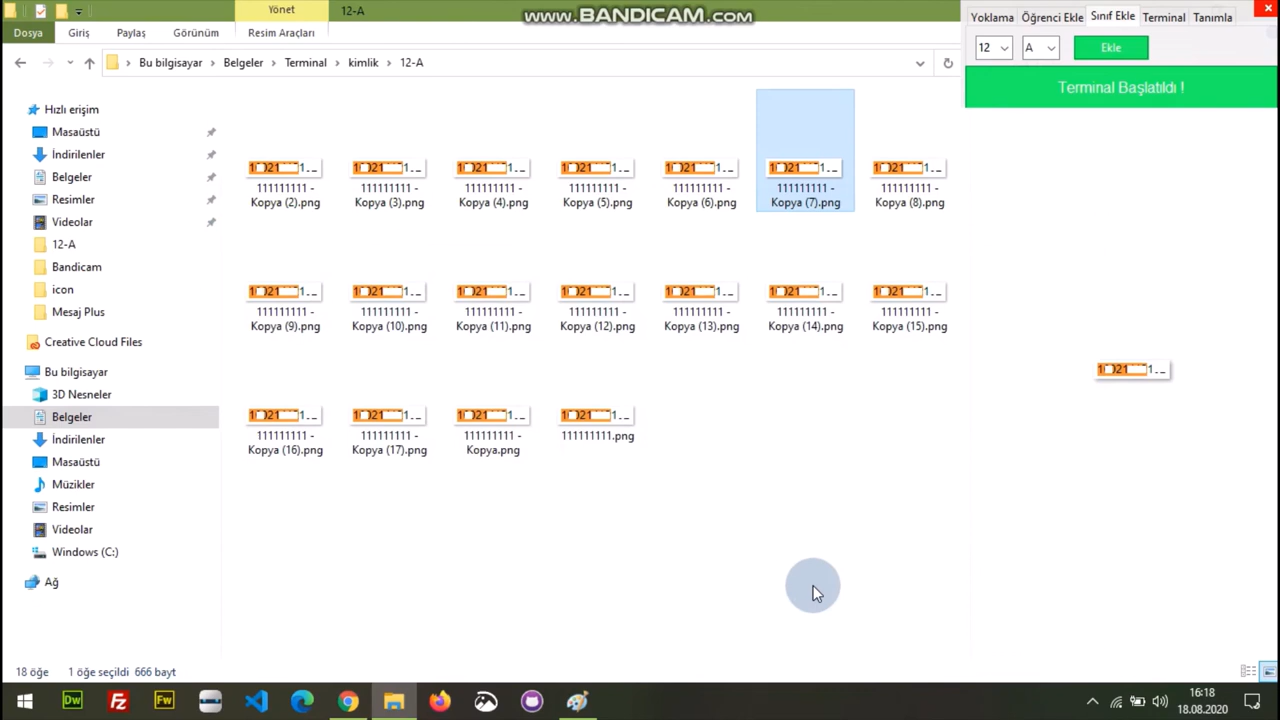 Yönet
12-A
www.BANDICAM.com
Dosya
Giriş
Paylaş
Görünüm
Resim Araçları
Yoklama
Öğrenci Ekle
Sınıf Ekle
Terminal
Tanımla
12
A
Ekle
Terminal Başlatıldı !
Bu bilgisayar
Belgeler
Terminal
kimlik
12-A
Hızlı erişim
Masaüstü
İndirilenler
Belgeler
Resimler
Videolar
12-A
Bandicam
icon
Mesaj Plus
Creative Cloud Files
Bu bilgisayar
3D Nesneler
Belgeler
İndirilenler
Masaüstü
Müzikler
Resimler
Videolar
Windows (C:)
Ağ
111111111 -
Kopya (2).png
111111111 -
Kopya (3).png
111111111 -
Kopya (4).png
111111111 -
Kopya (5).png
111111111 -
Kopya (6).png
111111111 -
Kopya (7).png
111111111 -
Kopya (8).png
111111111 -
Kopya (9).png
111111111 -
Kopya (10).png
111111111 -
Kopya (11).png
111111111 -
Kopya (12).png
111111111 -
Kopya (13).png
111111111 -
Kopya (14).png
111111111 -
Kopya (15).png
111111111 -
Kopya (16).png
111111111 -
Kopya (17).png
111111111 -
Kopya.png
111111111.png
18 öğe
1 öğe seçildi 666 bayt
Dw
Fz
Fw
16:18
18.08.2020